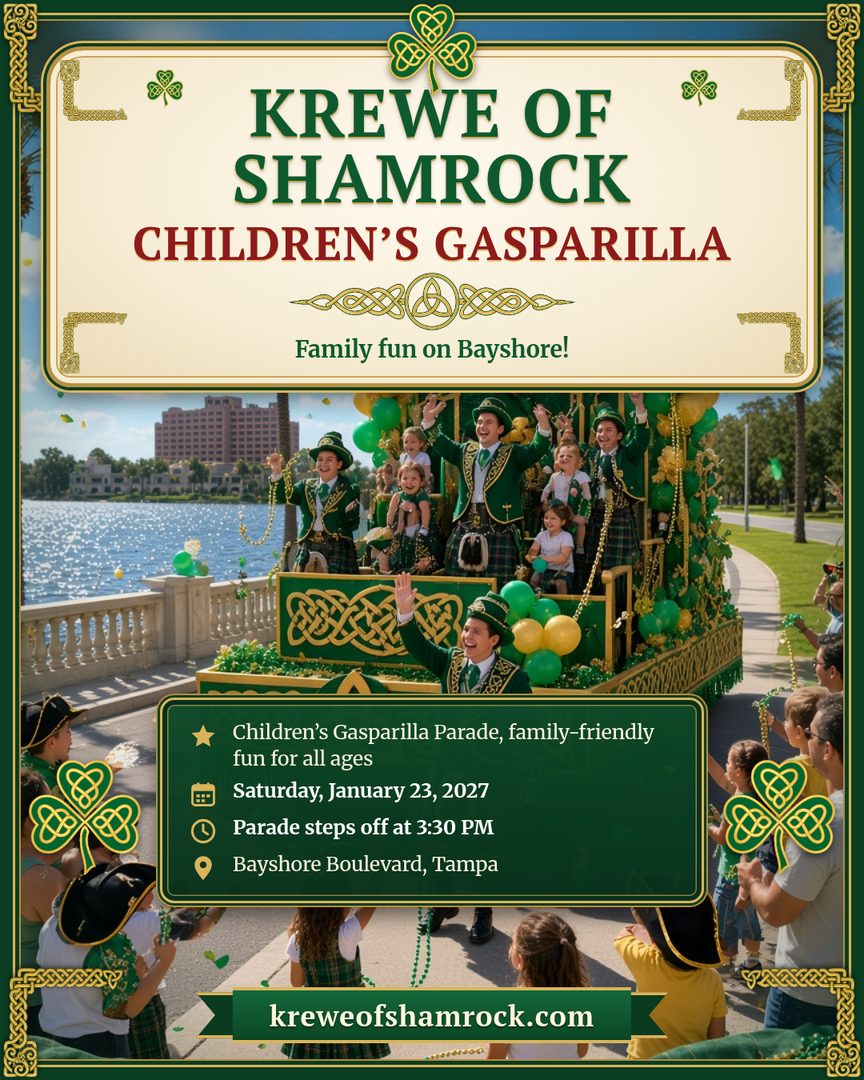 KREWE OF
SHAMROCK
CHILDREN’S GASPARILLA
Family fun on Bayshore!
Children’s Gasparilla Parade, family-friendly
fun for all ages
Saturday, January 23, 2027
Parade steps off at 3:30 PM
Bayshore Boulevard, Tampa
kreweofshamrock.com